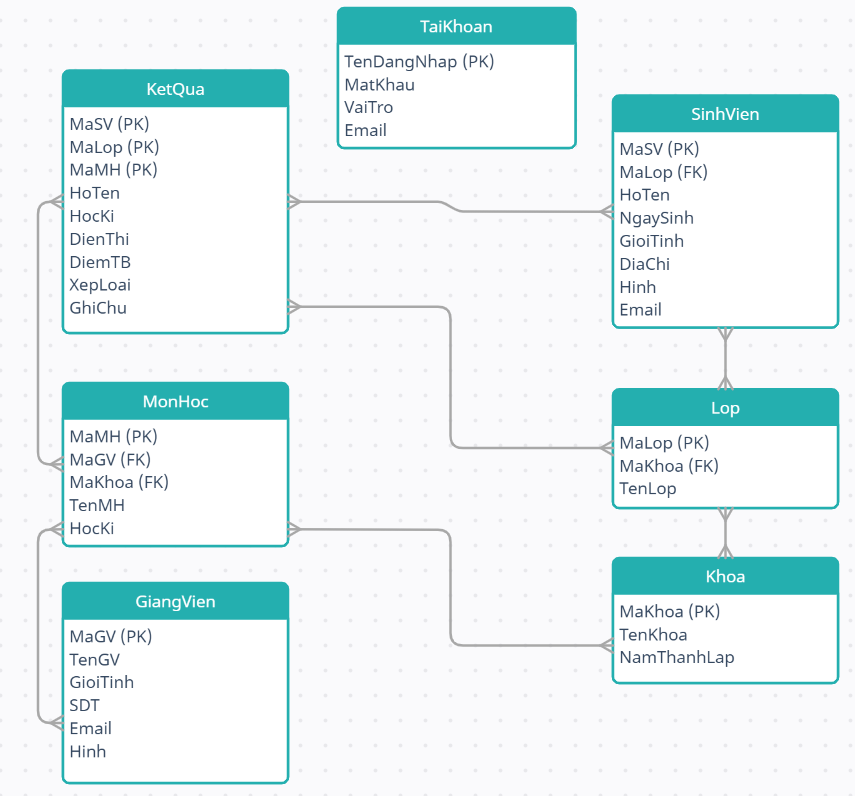 TaiKhoan
TenDangNhap (PK)
MatKhau
VaiTro
Email
KetQua
MaSV (PK)
MaLop (PK)
MaMH (PK)
HoTen
HocKi
DienThi
DiemTB
XepLoai
GhiChu
SinhVien
MaSV (PK)
MaLop (FK)
HoTen
NgaySinh
GioiTinh
DiaChi
Hinh
Email
MonHoc
MaMH (PK)
MaGV (FK)
MaKhoa (FK)
TenMH
HocKi
Lop
MaLop (PK)
MaKhoa (FK)
TenLop
GiangVien
MaGV (PK)
TenGV
GioiTinh
SDT
Email
Hinh
Khoa
MaKhoa (PK)
TenKhoa
NamThanhLap